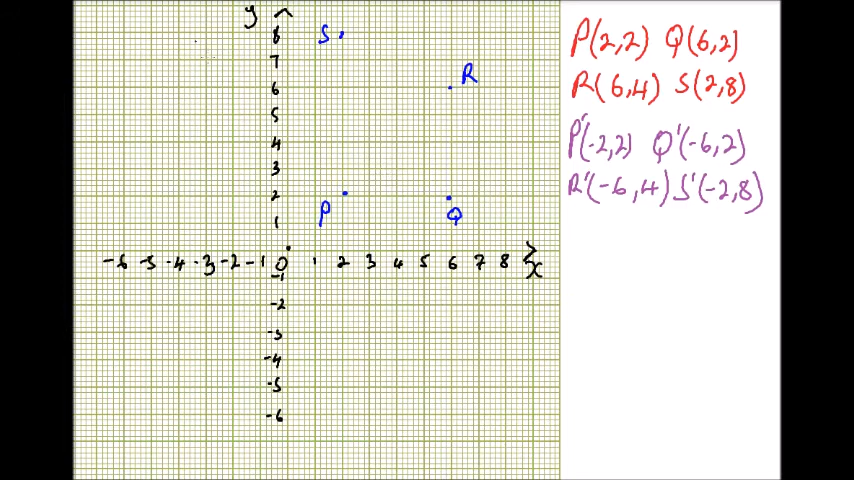 y
8
S
7
R
6
5
4
3
2
P
Q
1
-6 -5 -4 -3 -2 -1 0 1 2 3 4 5 6 7 8 x
-1
-2
-3
-4
-5
-6
P(2,2) Q(6,2)
R(6,4) S(2,8)
P'(-2,2) Q'(-6,2)
R'(-6,4) S'(-2,8)